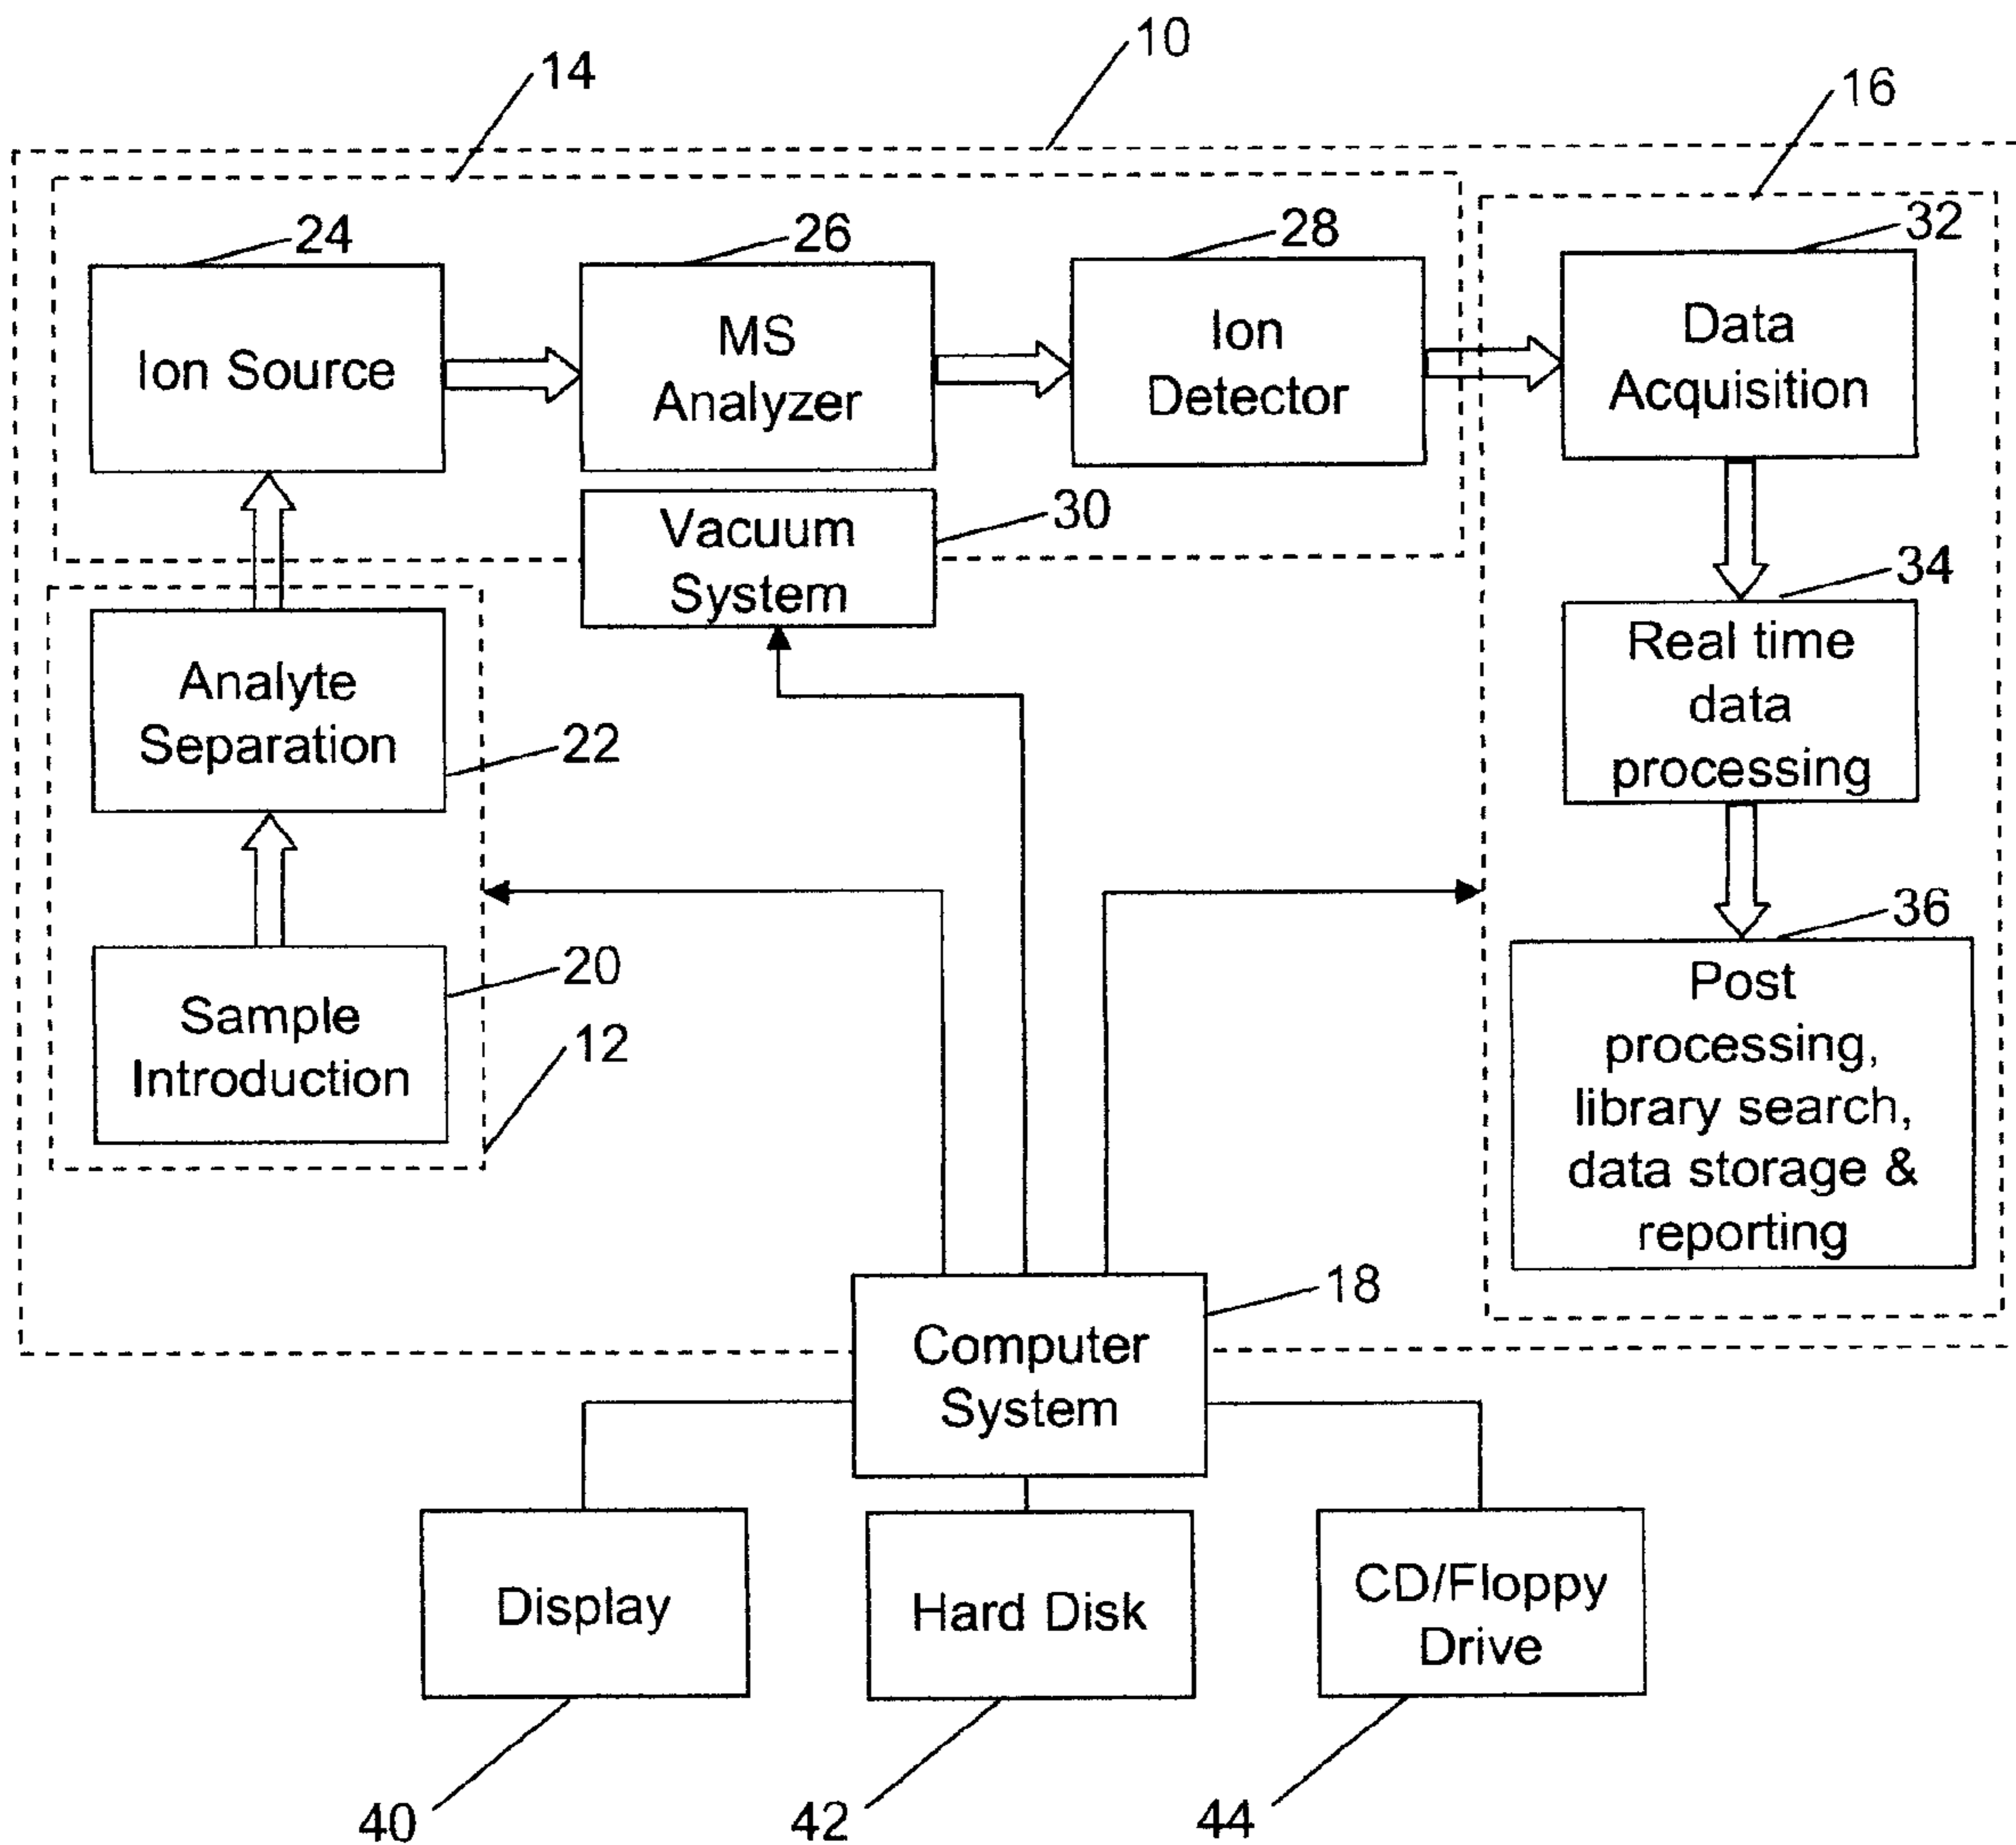 10
14
16
24
26
28
32
Ion Source
MS
Analyzer
Ion
Detector
Data
Acquisition
30
Vacuum
System
34
Analyte
Separation
22
Real time
data
processing
20
Sample
Introduction
12
36
Post
processing,
library search,
data storage &
reporting
18
Computer
System
Display
Hard Disk
CD/Floppy
Drive
40
42
44